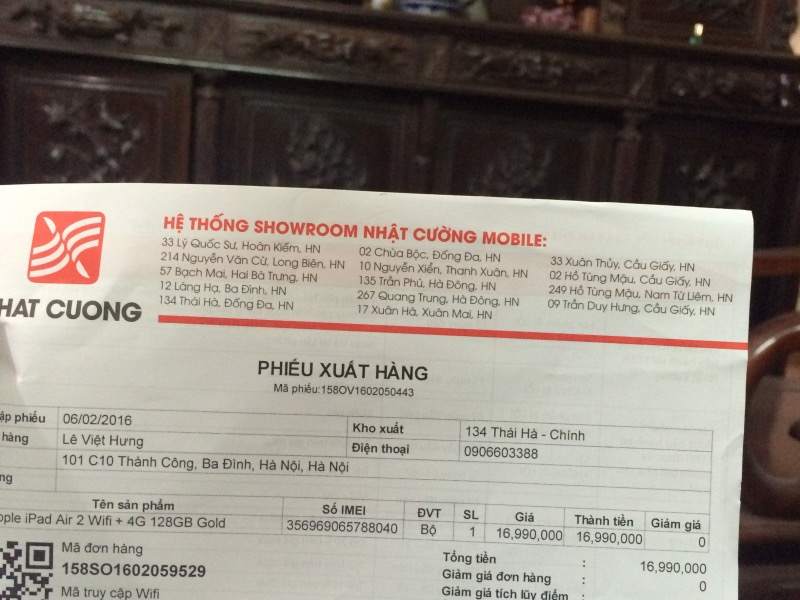 HAT CUONG
HỆ THỐNG SHOWROOM NHẬT CƯỜNG MOBILE:
33 Lý Quốc Sư, Hoàn Kiếm, HN
214 Nguyễn Văn Cừ, Long Biên, HN
57 Bạch Mai, Hai Bà Trưng, HN
12 Láng Hạ, Ba Đình, HN
134 Thái Hà, Đống Đa, HN
02 Chùa Bộc, Đống Đa, HN
10 Nguyễn Xiển, Thanh Xuân, HN
135 Trần Phú, Hà Đông, HN
267 Quang Trung, Hà Đông, HN
17 Xuân Hà, Xuân Mai, HN
33 Xuân Thủy, Cầu Giấy, HN
02 Hồ Tùng Mậu, Cầu Giấy, HN
249 Hồ Tùng Mậu, Nam Từ Liêm, HN
09 Trần Duy Hưng, Cầu Giấy, HN
PHIẾU XUẤT HÀNG
Mã phiếu:158OV1602050443
ập phiếu 06/02/2016 Kho xuất 134 Thái Hà - Chính
hàng Lê Việt Hưng Điện thoại 0906603388
101 C10 Thành Công, Ba Đình, Hà Nội, Hà Nội
ng
Tên sản phẩm Số IMEI ĐVT SL Giá Thành tiền Giảm giá
pple iPad Air 2 Wifi + 4G 128GB Gold 356969065788040 Bộ 1 16,990,000 16,990,000 0
Mã đơn hàng
158SO1602059529
Mã truy cập Wifi
Tổng tiền : 16,990,000
Giảm giá đơn hàng : 0
Giảm giá tích lũy điểm :